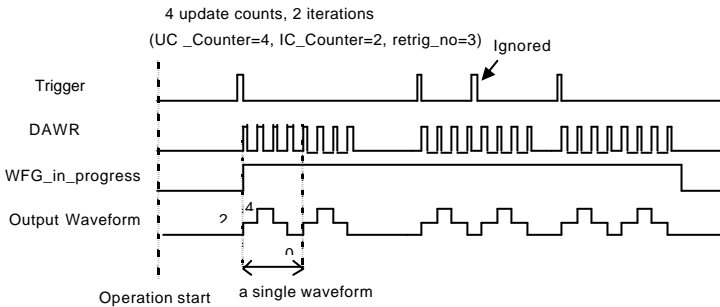 4 update counts, 2 iterations
(UC _Counter=4, IC_Counter=2, retrig_no=3)
Ignored
Trigger
DAWR
WFG_in_progress
4
Output Waveform
2
0
Operation start
a single waveform